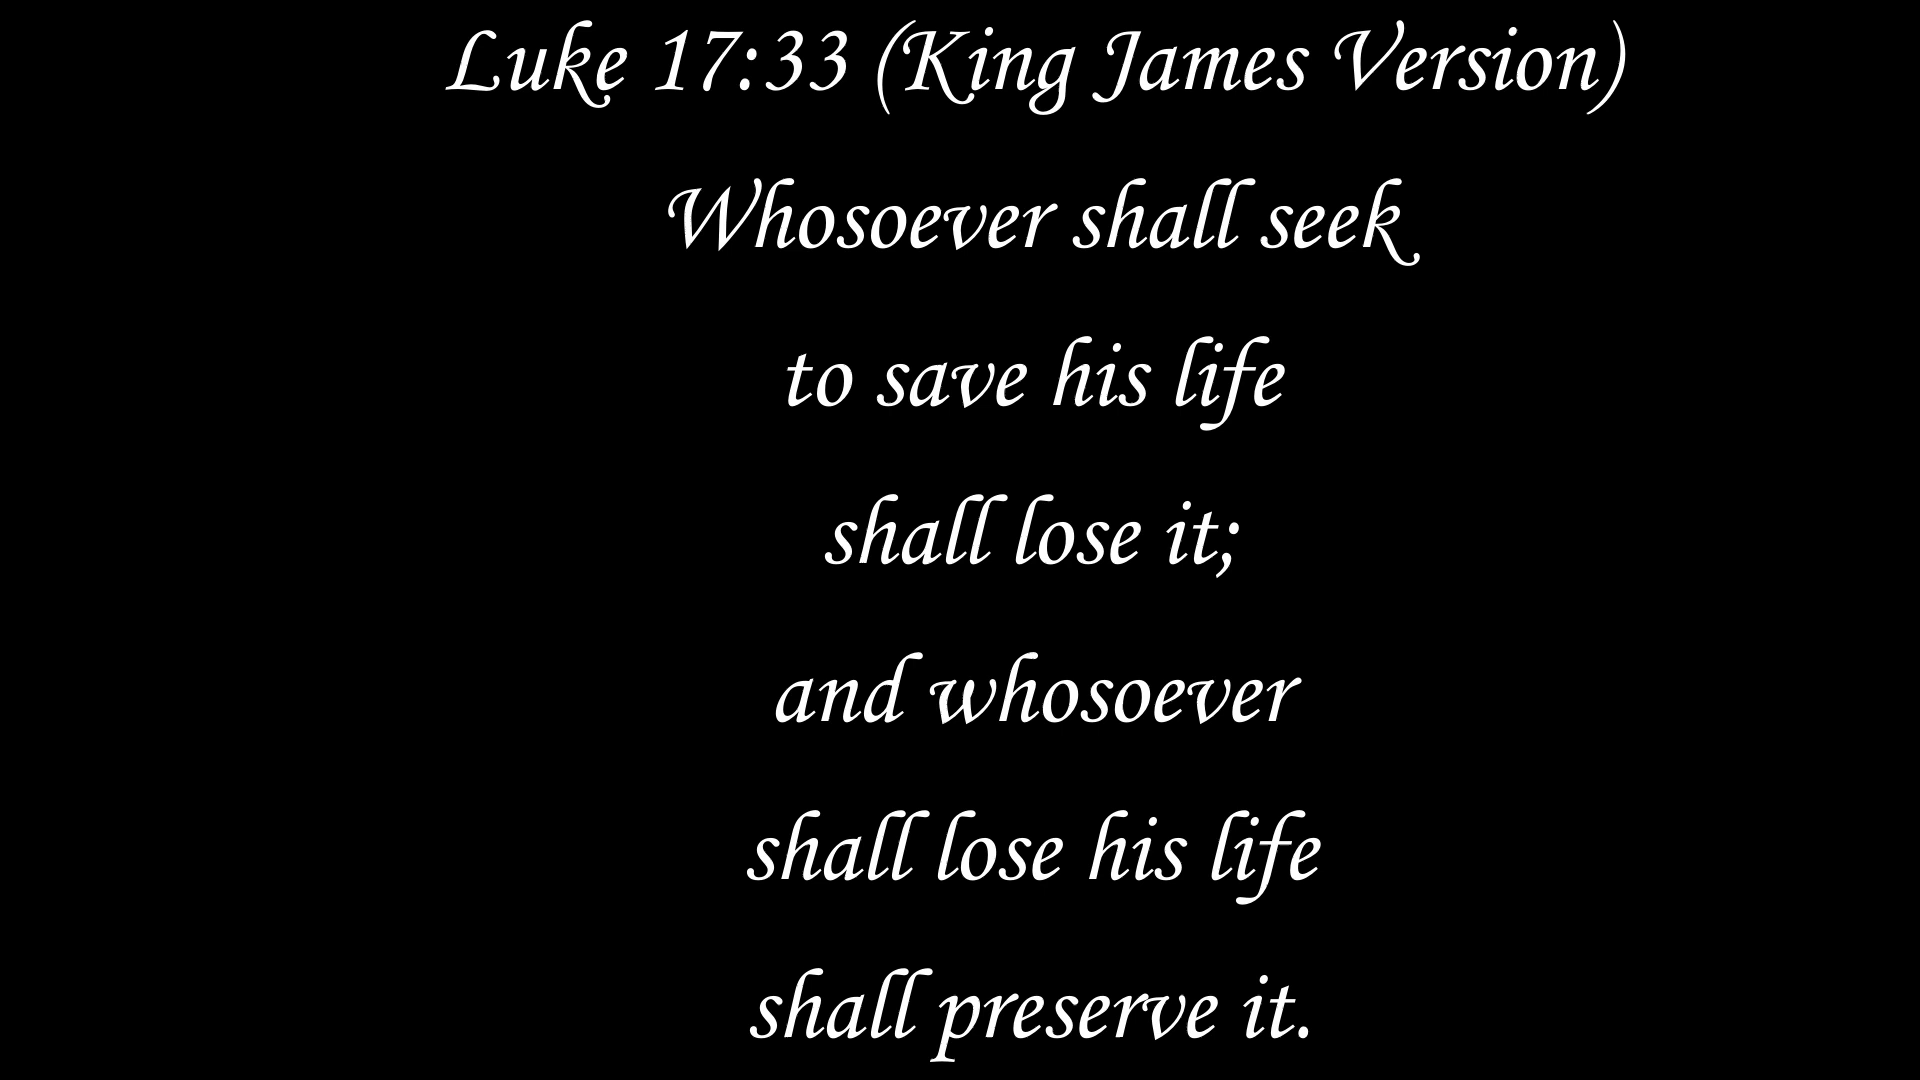 Luke 17:33 (King James Version)
Whosoever shall seek
to save his life
shall lose it;
and whosoever
shall lose his life
shall preserve it.